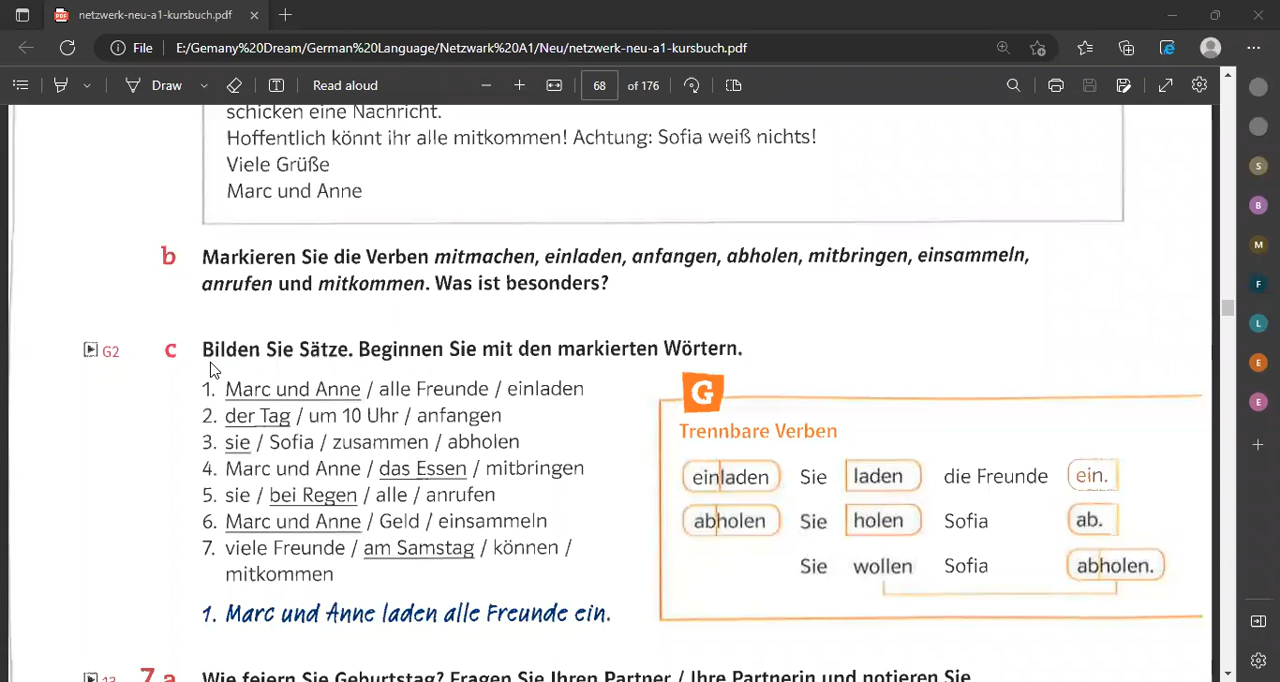 netzwerk-neu-a1-kursbuch.pdf
File E:/Gemany%20Dream/German%20Language/Netzwark%20A1/Neu/netzwerk-neu-a1-kursbuch.pdf
Draw Read aloud 68 of 176
schicken eine Nachricht.
Hoffentlich könnt ihr alle mitkommen! Achtung: Sofia weiß nichts!
Viele Grüße
Marc und Anne
b Markieren Sie die Verben mitmachen, einladen, anfangen, abholen, mitbringen, einsammeln,
anrufen und mitkommen. Was ist besonders?
G2 c Bilden Sie Sätze. Beginnen Sie mit den markierten Wörtern.
1. Marc und Anne / alle Freunde / einladen
2. der Tag / um 10 Uhr / anfangen
3. sie / Sofia / zusammen / abholen
4. Marc und Anne / das Essen / mitbringen
5. sie / bei Regen / alle / anrufen
6. Marc und Anne / Geld / einsammeln
7. viele Freunde / am Samstag / können /
mitkommen
1. Marc und Anne laden alle Freunde ein.
G
Trennbare Verben
einladen Sie laden die Freunde ein.
abholen Sie holen Sofia ab.
Sie wollen Sofia abholen.
13 7 a Wie feiern Sie Geburtstag? Fragen Sie Ihren Partner / Ihre Partnerin und notieren Sie
S
B
M
F
L
E
E